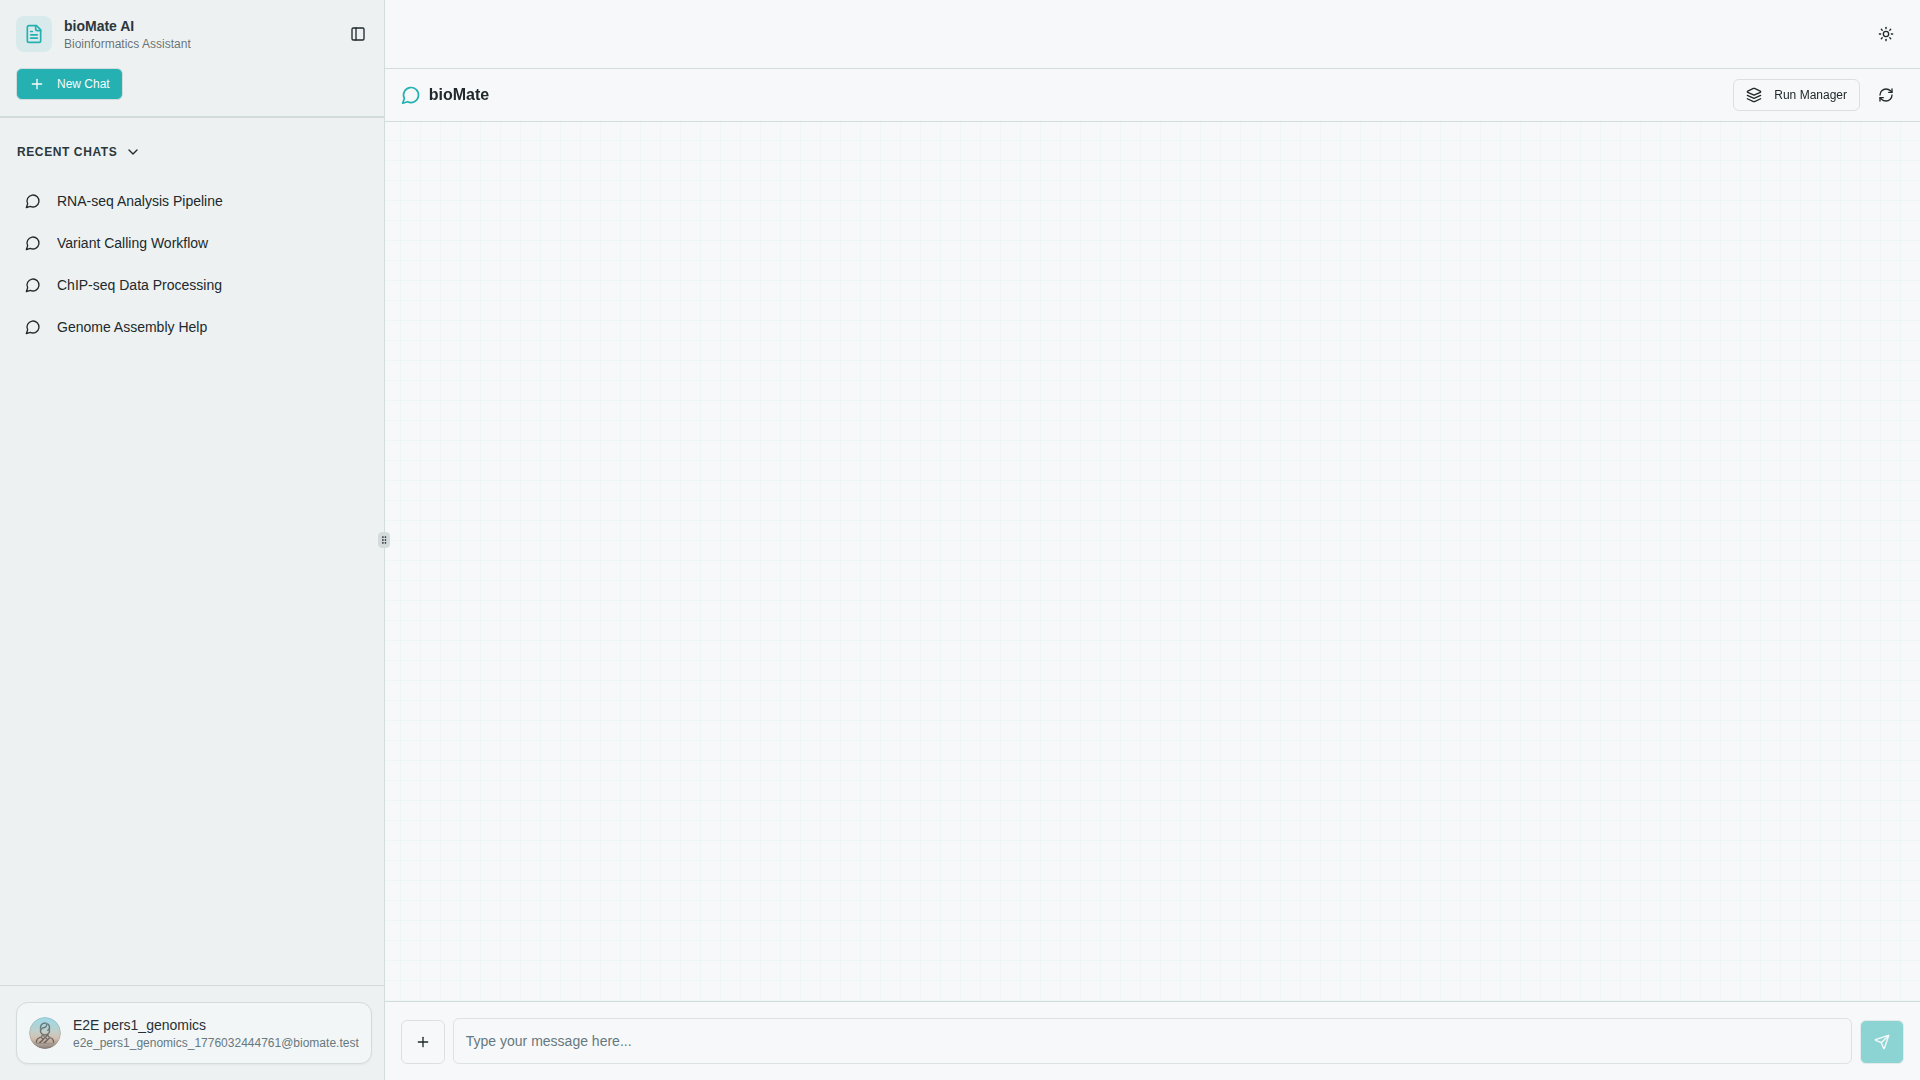 bioMate AI
Bioinformatics Assistant
New Chat
RECENT CHATS
RNA-seq Analysis Pipeline
Variant Calling Workflow
ChIP-seq Data Processing
Genome Assembly Help
E2E pers1_genomics
e2e_pers1_genomics_1776032444761@biomate.test
bioMate
Run Manager
Type your message here...